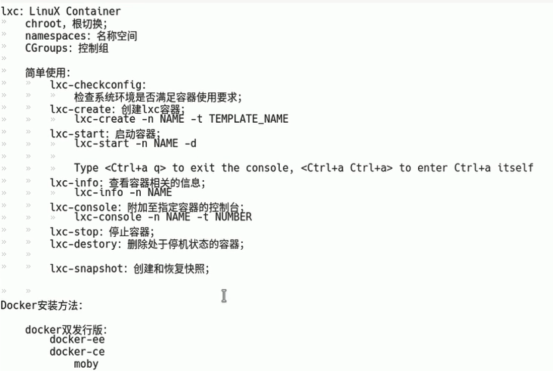 lxc: LinuX Container
chroot，根切换；
namespaces：名称空间
CGroups：控制组
简单使用：
lxc-checkconfig：
检查系统环境是否满足容器使用要求；
lxc-create：创建lxc容器；
lxc-create -n NAME -t TEMPLATE_NAME
lxc-start：启动容器；
lxc-start -n NAME -d
Type <Ctrl+a q> to exit the console, <Ctrl+a Ctrl+a> to enter Ctrl+a itself
lxc-info：查看容器相关的信息；
lxc-info -n NAME
lxc-console：附加至指定容器的控制台；
lxc-console -n NAME -t NUMBER
lxc-stop：停止容器；
lxc-destory：删除处于停机状态的容器；
lxc-snapshot：创建和恢复快照；
Docker安装方法：
docker双发行版：
docker-ee
docker-ce
moby